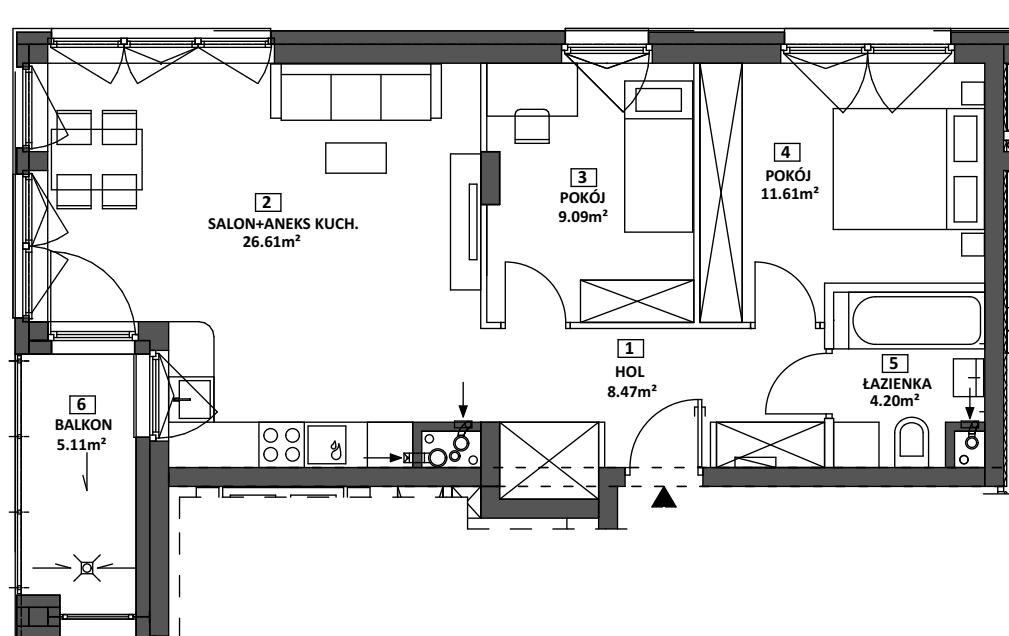 2
SALON+ANEKS KUCH.
26.61m²
3
POKÓJ
9.09m²
4
POKÓJ
11.61m²
1
HOL
8.47m²
5
ŁAZIENKA
4.20m²
6
BALKON
5.11m²